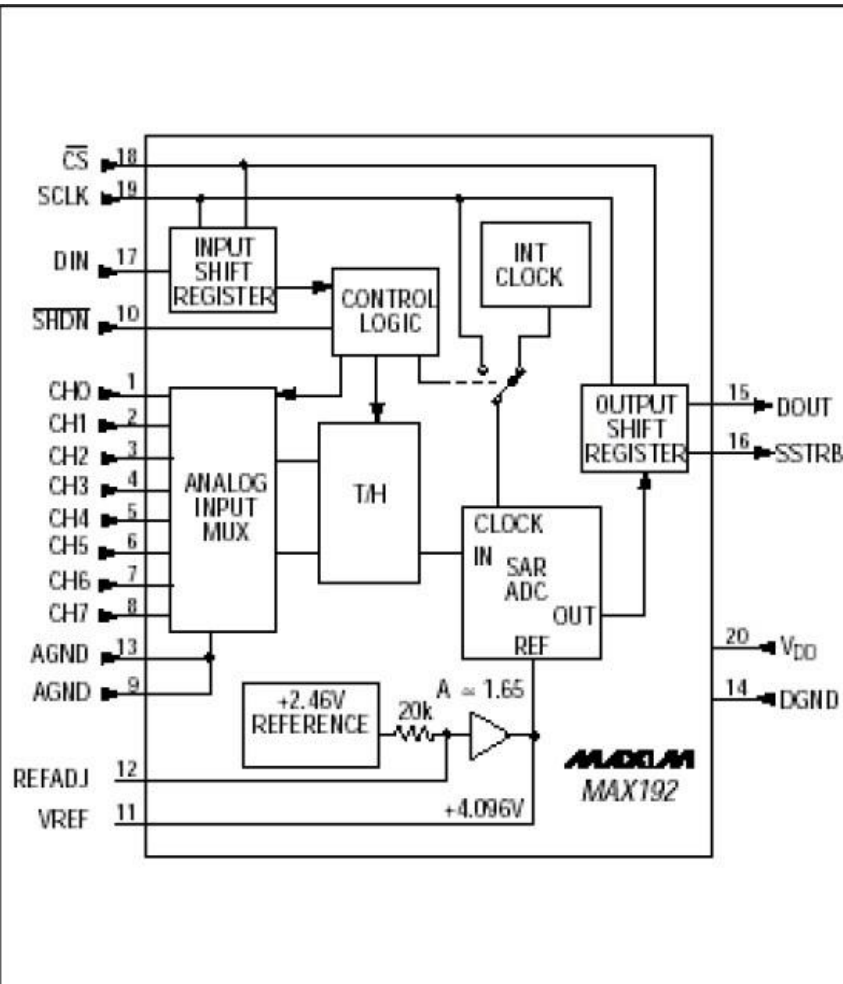 CS 18
SCLK 19
DIN 17
SHDN 10
CH0 1
CH1 2
CH2 3
CH3 4
CH4 5
CH5 6
CH6 7
CH7 8
AGND 13
AGND 9
REFADJ 12
VREF 11
INPUT
SHIFT
REGISTER
CONTROL
LOGIC
INT
CLOCK
ANALOG
INPUT
MUX
T/H
CLOCK
IN
SAR
ADC
OUT
REF
OUTPUT
SHIFT
REGISTER
15 DOUT
16 SSTRB
20 VDD
14 DGND
+2.46V
REFERENCE
20k
A ≃ 1.65
+4.096V
MAXIM
MAX192